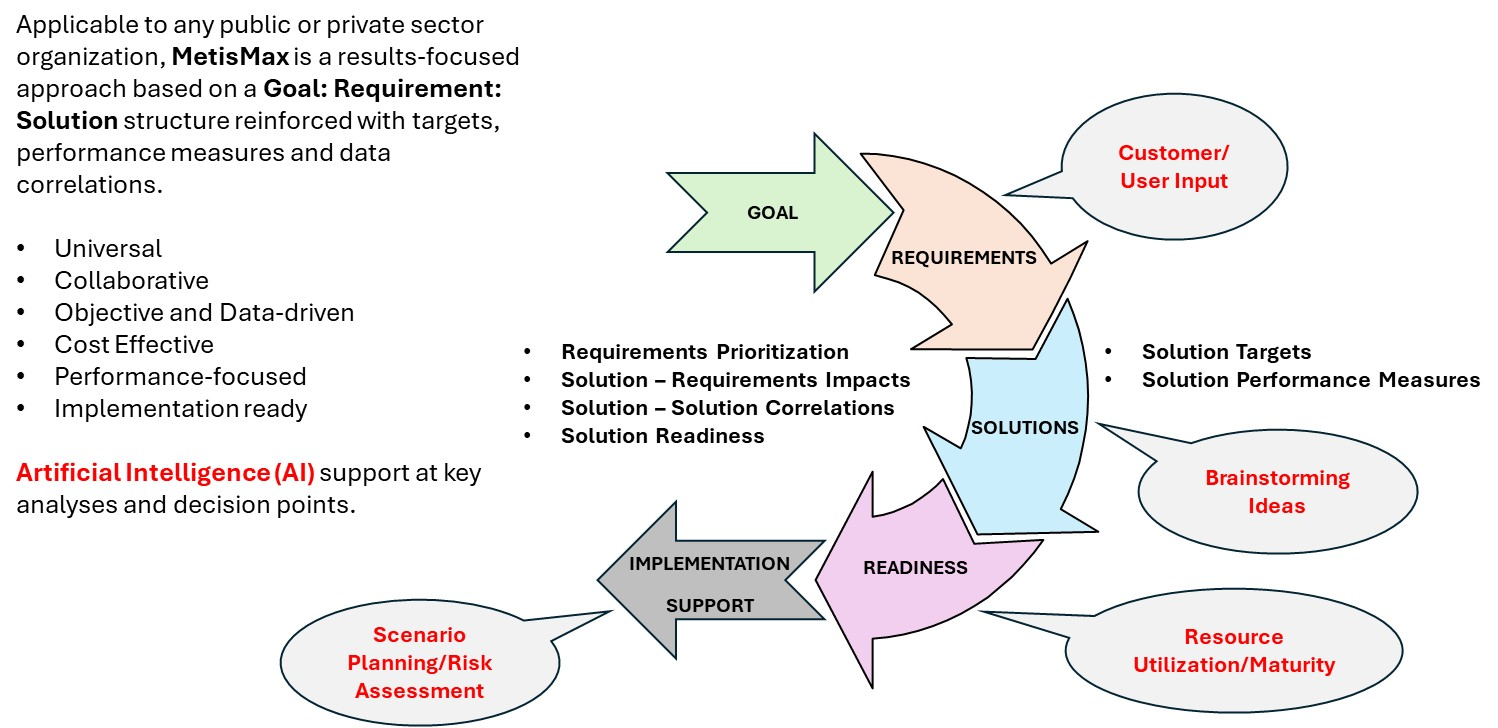 Applicable to any public or private sector
organization, MetisMax is a results-focused
approach based on a Goal: Requirement:
Solution structure reinforced with targets,
performance measures and data
correlations.
• Universal
• Collaborative
• Objective and Data-driven
• Cost Effective
• Performance-focused
• Implementation ready
Artificial Intelligence (AI) support at key
analyses and decision points.
GOAL
REQUIREMENTS
Customer/
User Input
• Requirements Prioritization
• Solution – Requirements Impacts
• Solution – Solution Correlations
• Solution Readiness
SOLUTIONS
• Solution Targets
• Solution Performance Measures
Brainstorming
Ideas
READINESS
Resource
Utilization/Maturity
IMPLEMENTATION
SUPPORT
Scenario
Planning/Risk
Assessment